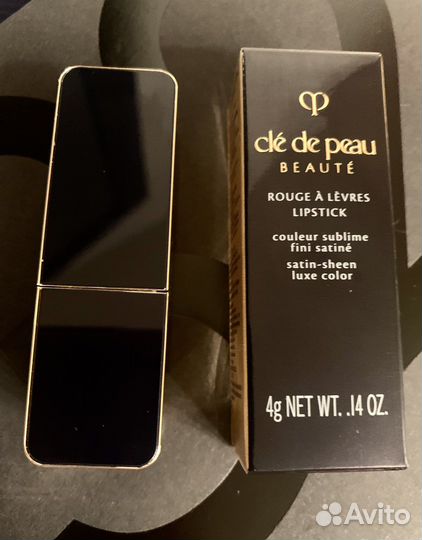 clé de peau
BEAUTÉ
ROUGE À LÈVRES
LIPSTICK
couleur sublime
fini satiné
satin-sheen
luxe color
4g NET WT. .14 OZ.
Avito